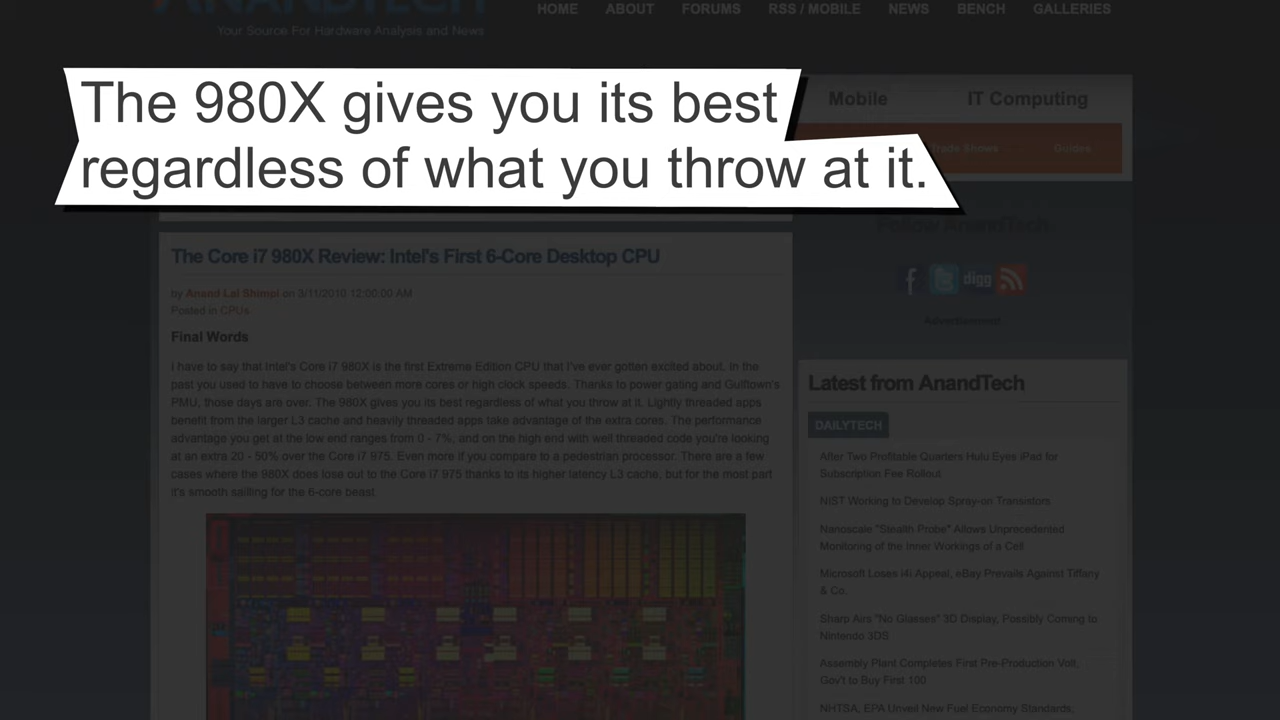 ANANDTECH
HOME ABOUT FORUMS RSS / MOBILE NEWS BENCH GALLERIES
Your Source For Hardware Analysis and News
The 980X gives you its best
regardless of what you throw at it.
Mobile IT Computing
Trade Shows Guides
Follow AnandTech
The Core i7 980X Review: Intel's First 6-Core Desktop CPU
by Anand Lal Shimpi on 3/11/2010 12:00:00 AM
Posted in CPUs
Final Words
I have to say that Intel's Core i7 980X is the first Extreme Edition CPU that I've ever gotten excited about. In the
past you used to have to choose between more cores or high clock speeds. Thanks to power gating and Gulftown's
PMU, those days are over. The 980X gives you its best regardless of what you throw at it. Lightly threaded apps
benefit from the larger L3 cache and heavily threaded apps take advantage of the extra cores. The performance
advantage you get at the low end ranges from 0 - 7%, and on the high end with well threaded code you're looking
at an extra 20 - 50% over the Core i7 975. Even more if you compare to a pedestrian processor. There are a few
cases where the 980X does lose out to the Core i7 975 thanks to its higher latency L3 cache, but for the most part
it's smooth sailing for the 6-core beast.
f t digg
Advertisement
Latest from AnandTech
DAILYTECH
After Two Profitable Quarters Hulu Eyes iPad for
Subscription Fee Rollout
NIST Working to Develop Spray-on Transistors
Nanoscale "Stealth Probe" Allows Unprecedented
Monitoring of the Inner Workings of a Cell
Microsoft Loses i4i Appeal, eBay Prevails Against Tiffany
& Co.
Sharp Airs "No Glasses" 3D Display, Possibly Coming to
Nintendo 3DS
Assembly Plant Completes First Pre-Production Volt,
Gov't to Buy First 100
NHTSA, EPA Unveil New Fuel Economy Standards;